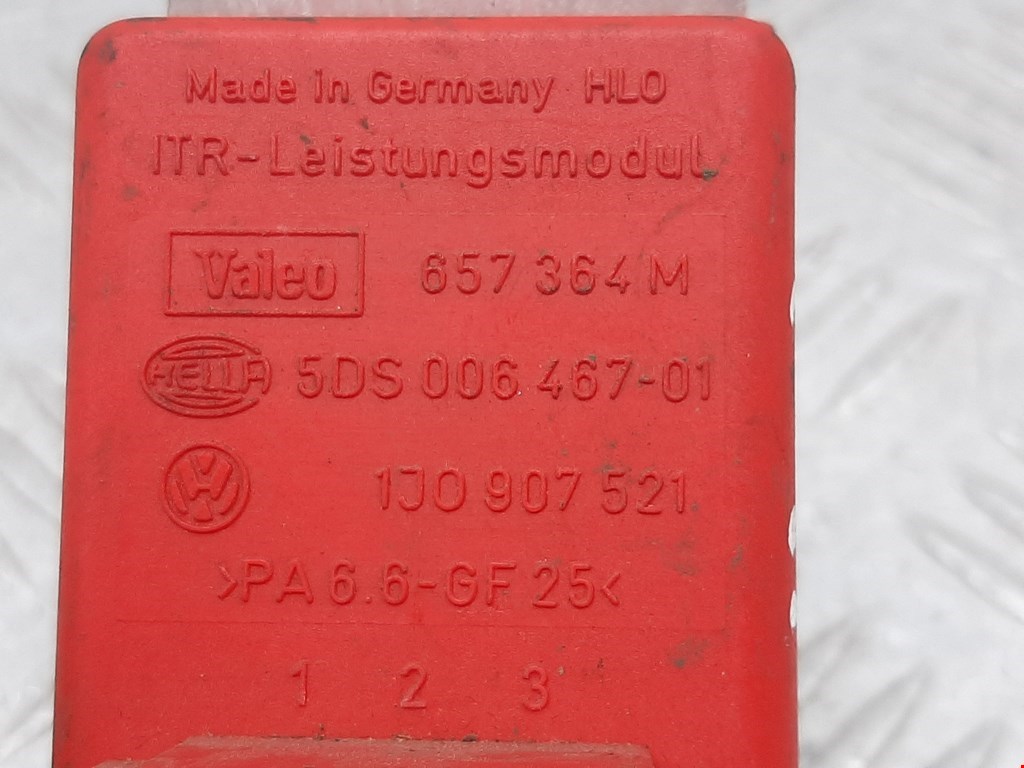 Made in Germany HLO
ITR-Leistungsmodul
Valeo 657 364 M
HELLA 5DS 006 467-01
VW 1J0 907 521
>PA 6.6-GF 25<
1 2 3